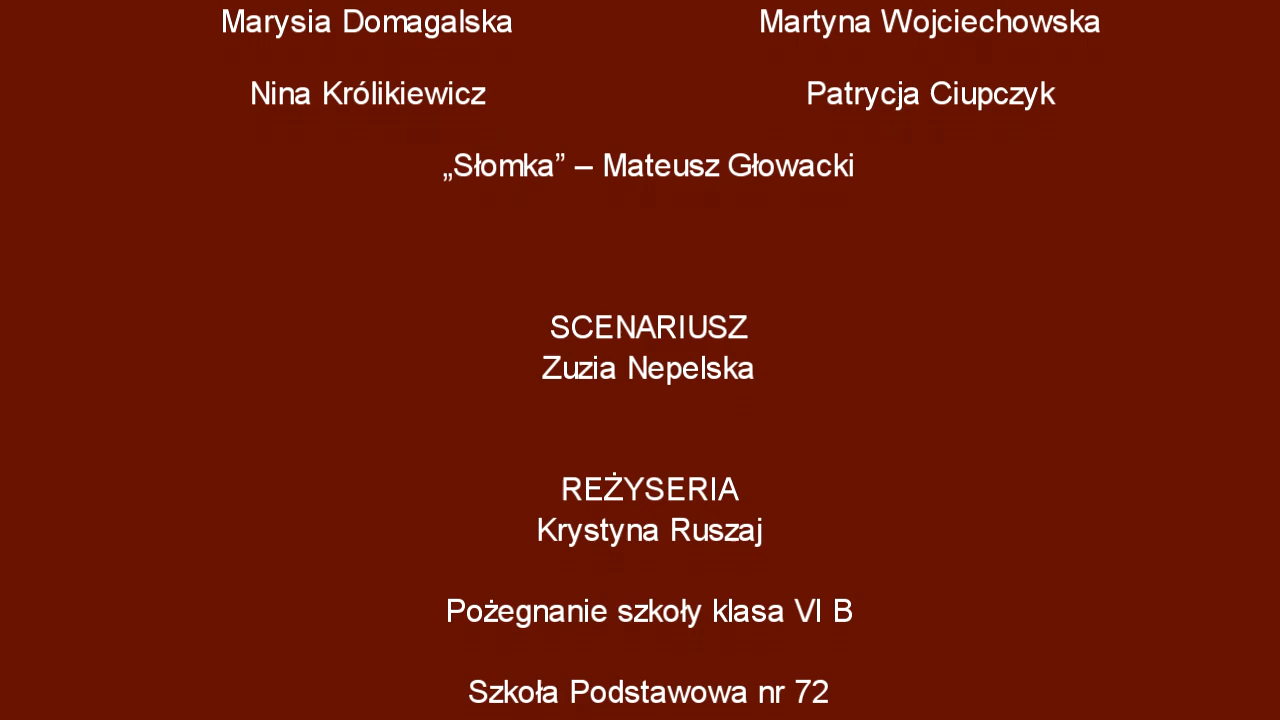 Marysia Domagalska Martyna Wojciechowska
Nina Królikiewicz Patrycja Ciupczyk
„Słomka” – Mateusz Głowacki
SCENARIUSZ
Zuzia Nepelska
REŻYSERIA
Krystyna Ruszaj
Pożegnanie szkoły klasa VI B
Szkoła Podstawowa nr 72